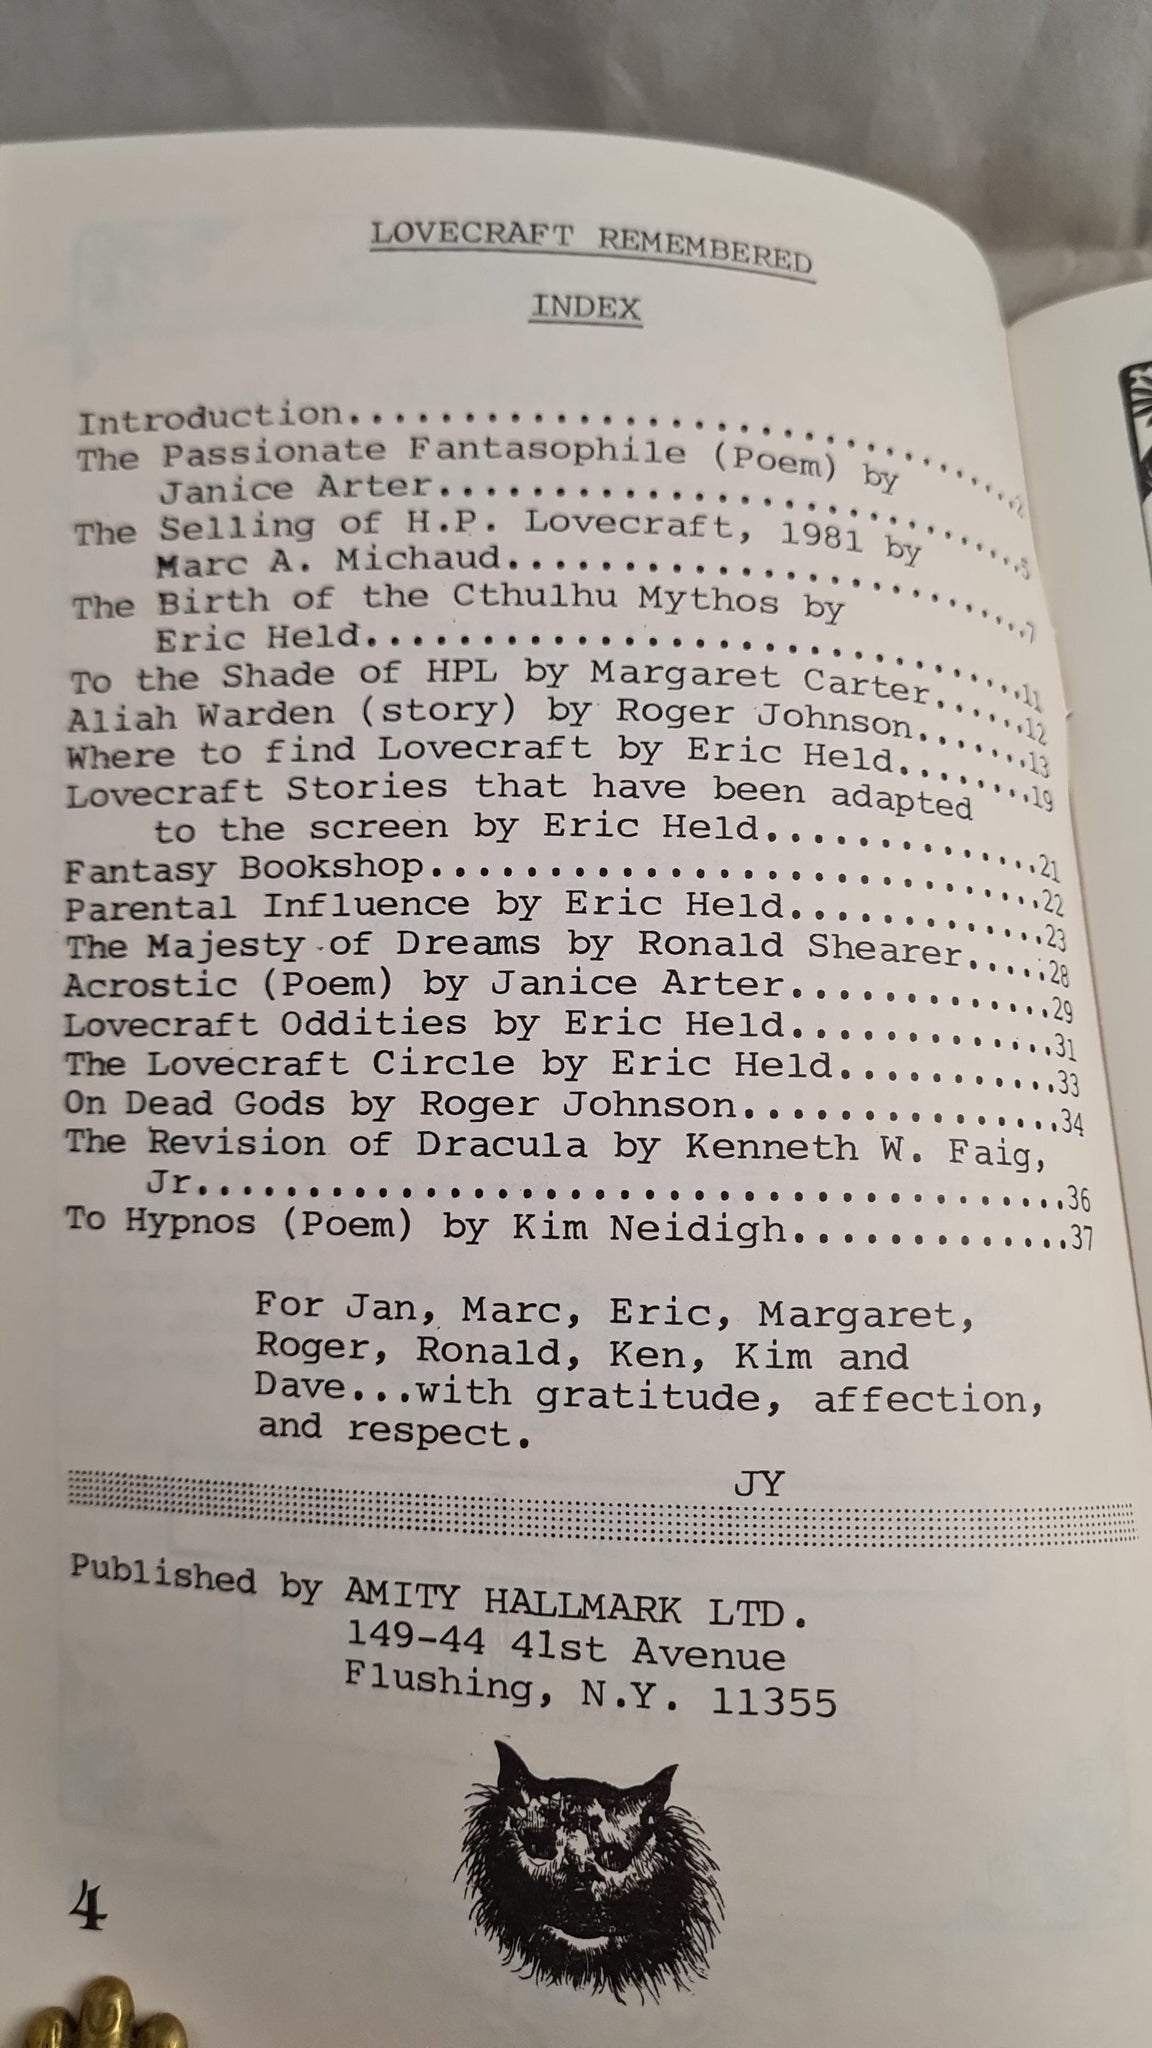 LOVECRAFT REMEMBERED
INDEX
Introduction.............................2
The Passionate Fantasophile (Poem) by
Janice Arter.............................5
The Selling of H.P. Lovecraft, 1981 by
Marc A. Michaud.............................7
The Birth of the Cthulhu Mythos by
Eric Held.............................11
To the Shade of HPL by Margaret Carter......12
Aliah Warden (story) by Roger Johnson.......13
Where to find Lovecraft by Eric Held........19
Lovecraft Stories that have been adapted
to the screen by Eric Held..............21
Fantasy Bookshop.............................22
Parental Influence by Eric Held.............23
The Majesty of Dreams by Ronald Shearer.....28
Acrostic (Poem) by Janice Arter.............29
Lovecraft Oddities by Eric Held.............31
The Lovecraft Circle by Eric Held...........33
On Dead Gods by Roger Johnson...............34
The Revision of Dracula by Kenneth W. Faig,
Jr.....................................36
To Hypnos (Poem) by Kim Neidigh.............37
For Jan, Marc, Eric, Margaret,
Roger, Ronald, Ken, Kim and
Dave...with gratitude, affection,
and respect.
JY
Published by AMITY HALLMARK LTD.
149-44 41st Avenue
Flushing, N.Y. 11355
4